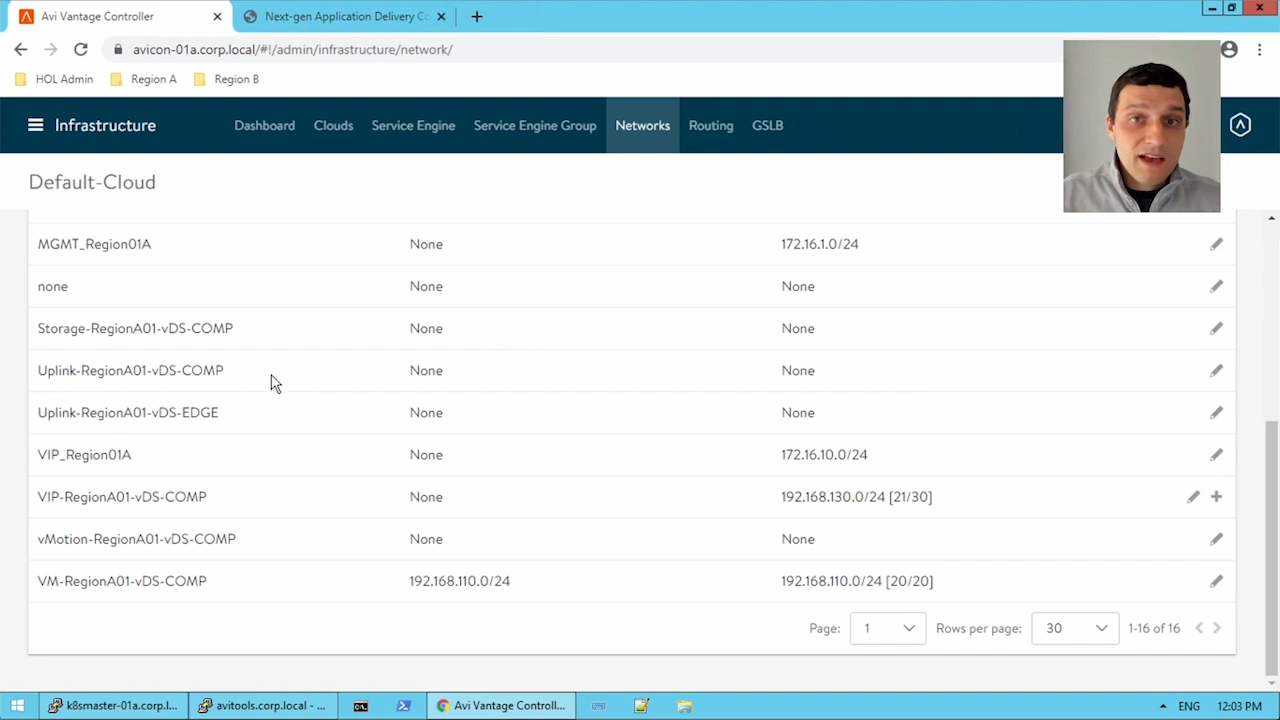 Avi Vantage Controller
Next-gen Application Delivery Co
avicon-01a.corp.local/#!/admin/infrastructure/network/
HOL Admin Region A Region B
Infrastructure Dashboard Clouds Service Engine Service Engine Group Networks Routing GSLB
Default-Cloud
MGMT_Region01A None 172.16.1.0/24
none None None
Storage-RegionA01-vDS-COMP None None
Uplink-RegionA01-vDS-COMP None None
Uplink-RegionA01-vDS-EDGE None None
VIP_Region01A None 172.16.10.0/24
VIP-RegionA01-vDS-COMP None 192.168.130.0/24 [21/30]
vMotion-RegionA01-vDS-COMP None None
VM-RegionA01-vDS-COMP 192.168.110.0/24 192.168.110.0/24 [20/20]
Page: 1 Rows per page: 30 1-16 of 16
k8smaster-01a.corp.l... avitools.corp.local - ... Avi Vantage Controll... ENG 12:03 PM